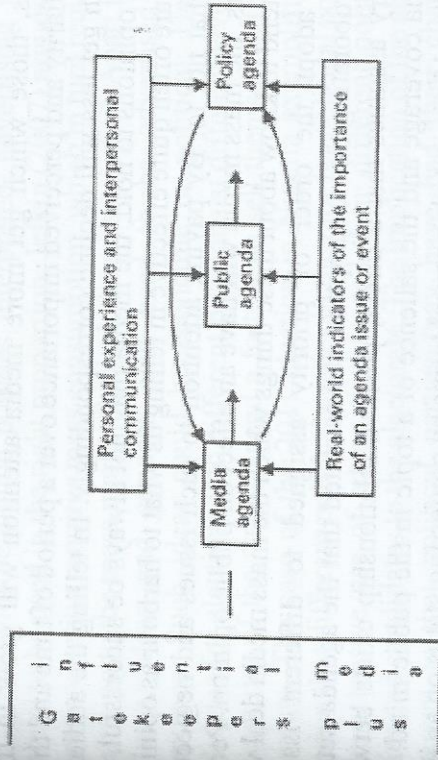 Personal experience and interpersonal
communication
Gatekeepers plus
influential media
Media
agenda
Public
agenda
Policy
agenda
Real-world indicators of the importance
of an agenda issue or event